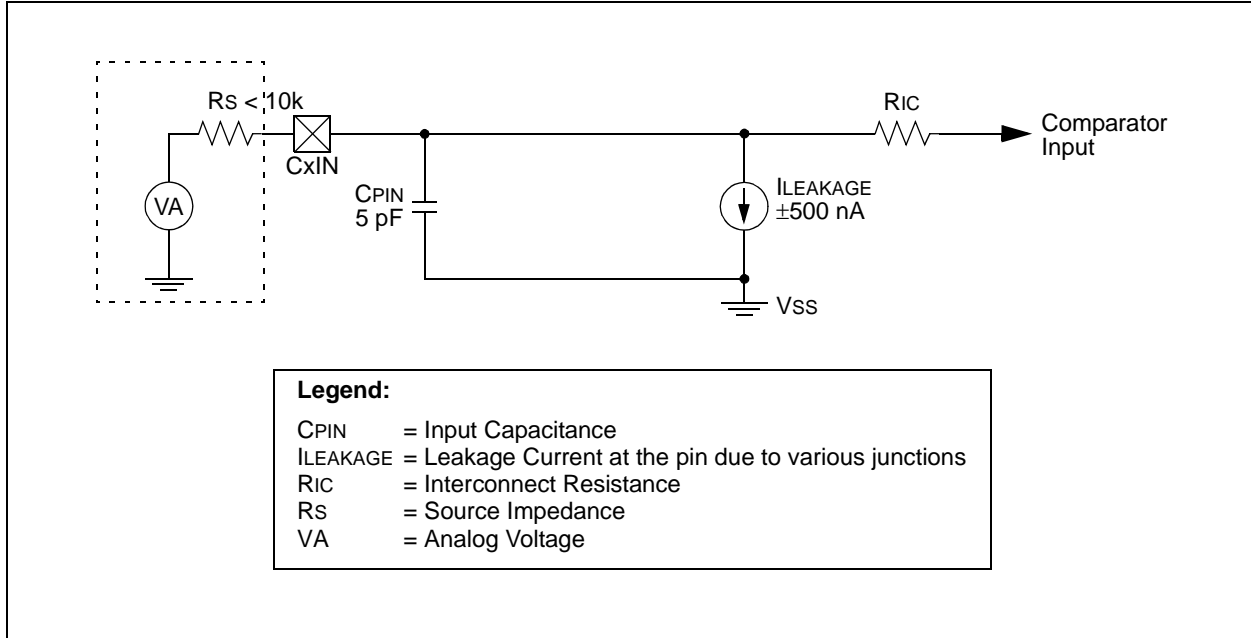 RS < 10k
CxIN
VA
CPIN
5 pF
ILEAKAGE
±500 nA
VSS
RIC
Comparator
Input
Legend:
CPIN = Input Capacitance
ILEAKAGE = Leakage Current at the pin due to various junctions
RIC = Interconnect Resistance
RS = Source Impedance
VA = Analog Voltage